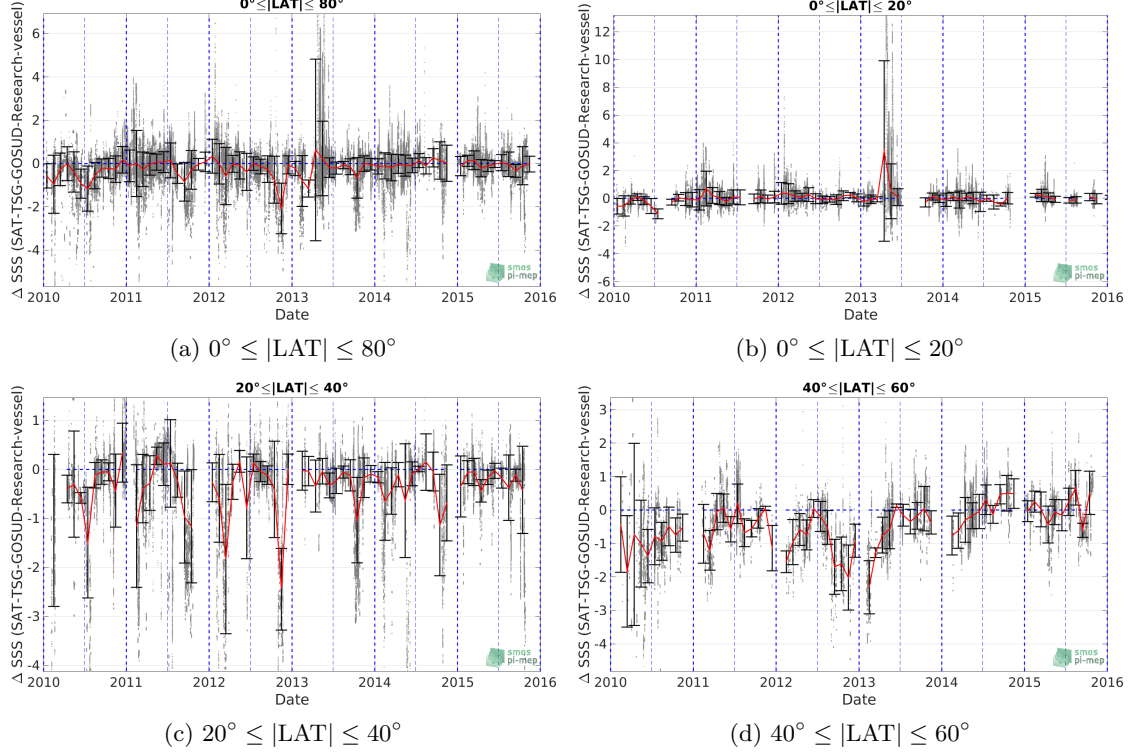 0°≤|LAT|≤ 80°
Δ SSS (SAT-TSG-GOSUD-Research-vessel)
6
4
2
0
-2
-4
2010 2011 2012 2013 2014 2015 2016
Date
smos
pi-mep
(a) 0° ≤ |LAT| ≤ 80°
0°≤|LAT|≤ 20°
Δ SSS (SAT-TSG-GOSUD-Research-vessel)
12
10
8
6
4
2
0
-2
-4
-6
2010 2011 2012 2013 2014 2015 2016
Date
smos
pi-mep
(b) 0° ≤ |LAT| ≤ 20°
20°≤|LAT|≤ 40°
Δ SSS (SAT-TSG-GOSUD-Research-vessel)
1
0
-1
-2
-3
-4
2010 2011 2012 2013 2014 2015 2016
Date
smos
pi-mep
(c) 20° ≤ |LAT| ≤ 40°
40°≤|LAT|≤ 60°
Δ SSS (SAT-TSG-GOSUD-Research-vessel)
3
2
1
0
-1
-2
-3
-4
2010 2011 2012 2013 2014 2015 2016
Date
smos
pi-mep
(d) 40° ≤ |LAT| ≤ 60°